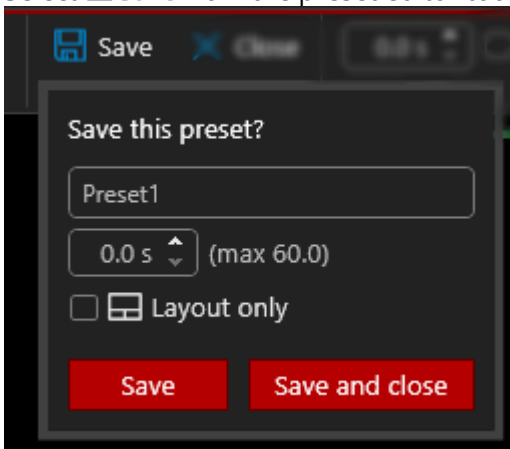 Save Close 0.0 s
Save this preset?
Preset1
0.0 s (max 60.0)
Layout only
Save Save and close